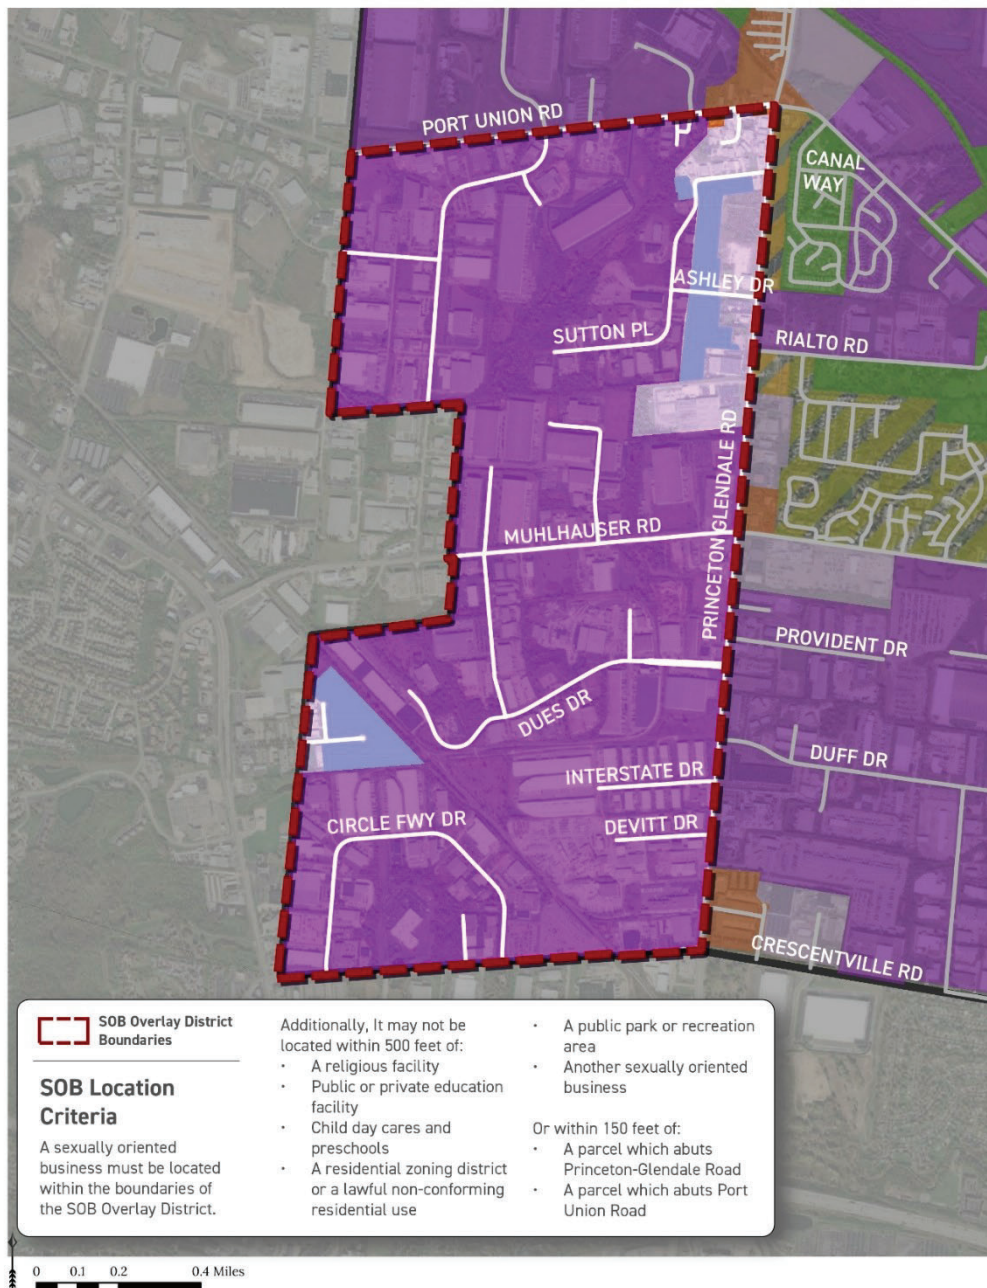 PORT UNION RD
CANAL
WAY
ASHLEY DR
SUTTON PL
RIALTO RD
PRINCETON GLENDALE RD
MUHLHAUSER RD
PROVIDENT DR
DUES DR
DUFF DR
INTERSTATE DR
CIRCLE FWY DR
DEVITT DR
CRESCENTVILLE RD
SOB Overlay District
Boundaries
SOB Location
Criteria
A sexually oriented
business must be located
within the boundaries of
the SOB Overlay District.
Additionally, It may not be
located within 500 feet of:
• A religious facility
• Public or private education
facility
• Child day cares and
preschools
• A residential zoning district
or a lawful non-conforming
residential use
• A public park or recreation
area
• Another sexually oriented
business
Or within 150 feet of:
• A parcel which abuts
Princeton-Glendale Road
• A parcel which abuts Port
Union Road
0 0.1 0.2 0.4 Miles